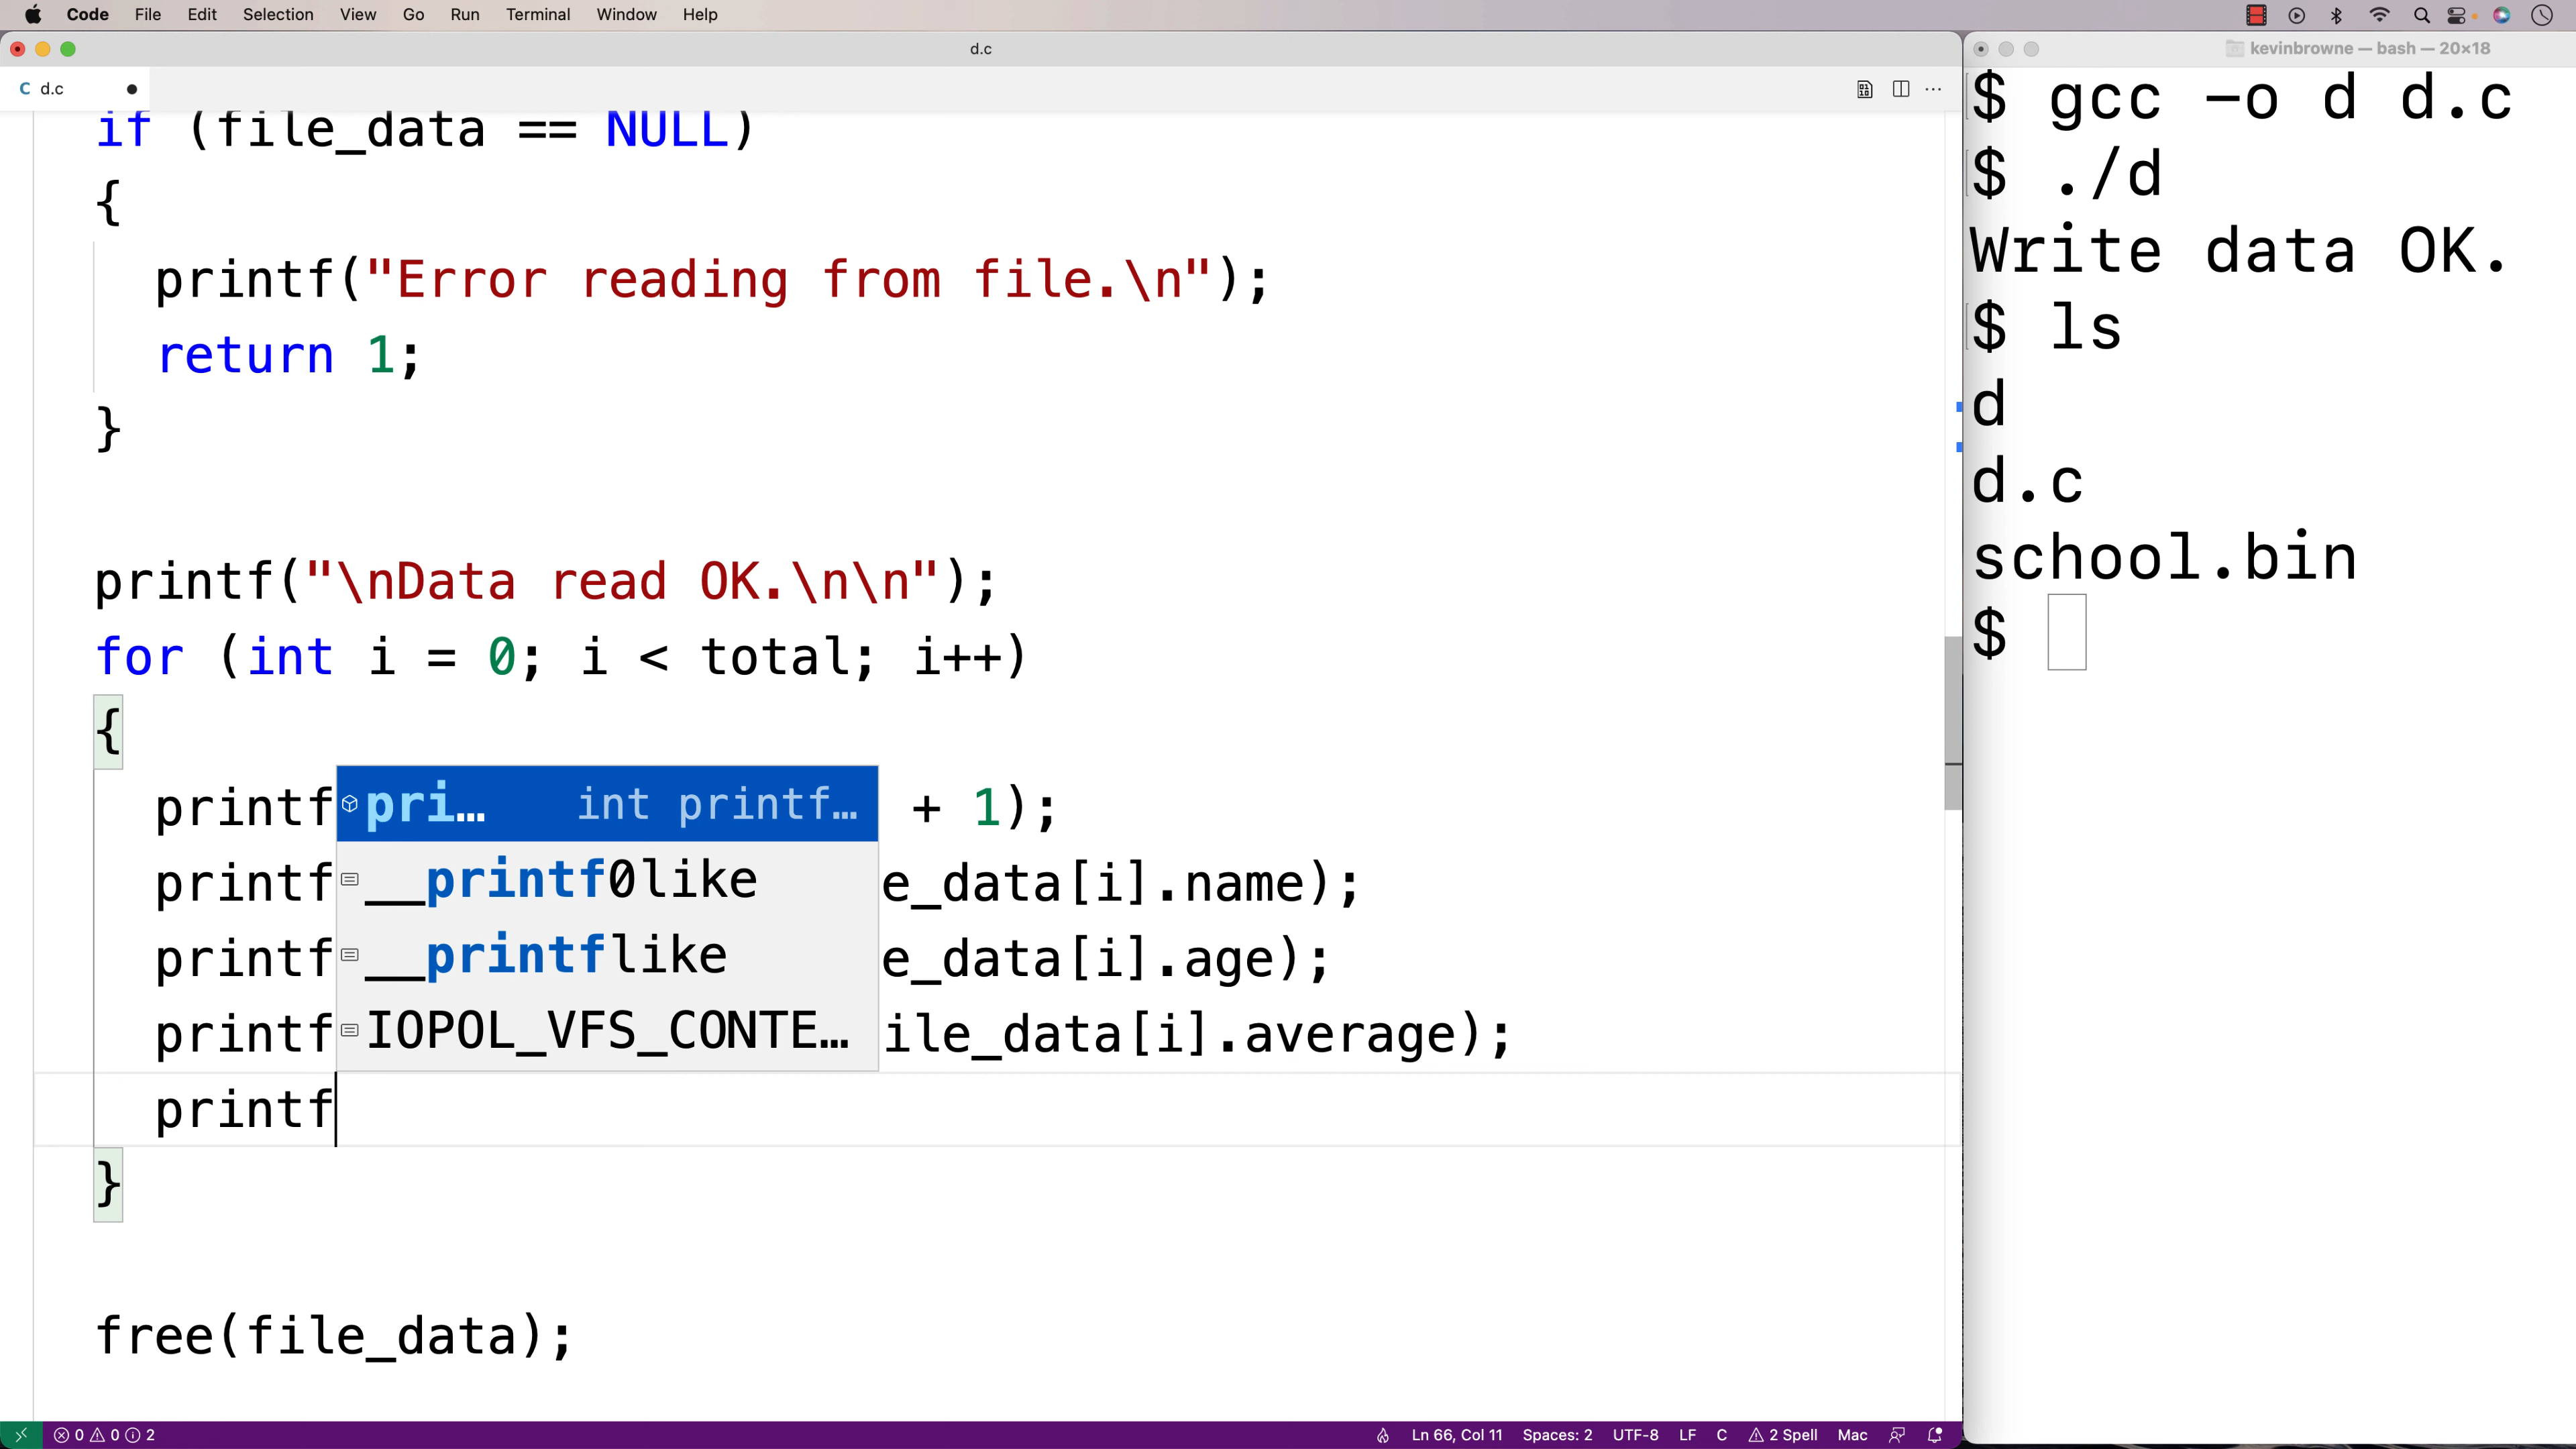 Code File Edit Selection View Go Run Terminal Window Help
d.c
C d.c
if (file_data == NULL)
{
printf("Error reading from file.\n");
return 1;
}
printf("\nData read OK.\n\n");
for (int i = 0; i < total; i++)
{
printf + 1);
printf e_data[i].name);
printf e_data[i].age);
printf ile_data[i].average);
printf
pri… int printf…
__printf0like
__printflike
IOPOL_VFS_CONTE…
}
free(file_data);
0 0 2 Ln 66, Col 11 Spaces: 2 UTF-8 LF C 2 Spell Mac
kevinbrowne — bash — 20×18
$ gcc -o d d.c
$ ./d
Write data OK.
$ ls
d
d.c
school.bin
$